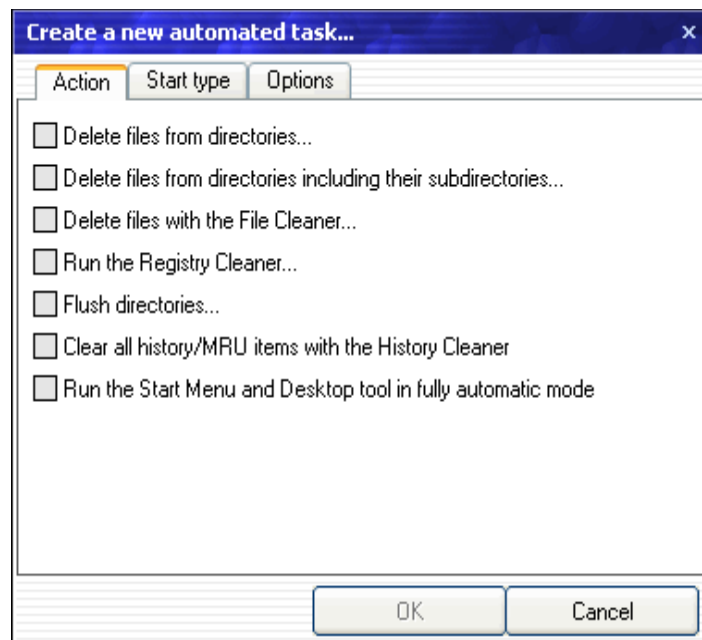 Create a new automated task...
Action Start type Options
Delete files from directories...
Delete files from directories including their subdirectories...
Delete files with the File Cleaner...
Run the Registry Cleaner...
Flush directories...
Clear all history/MRU items with the History Cleaner
Run the Start Menu and Desktop tool in fully automatic mode
OK Cancel